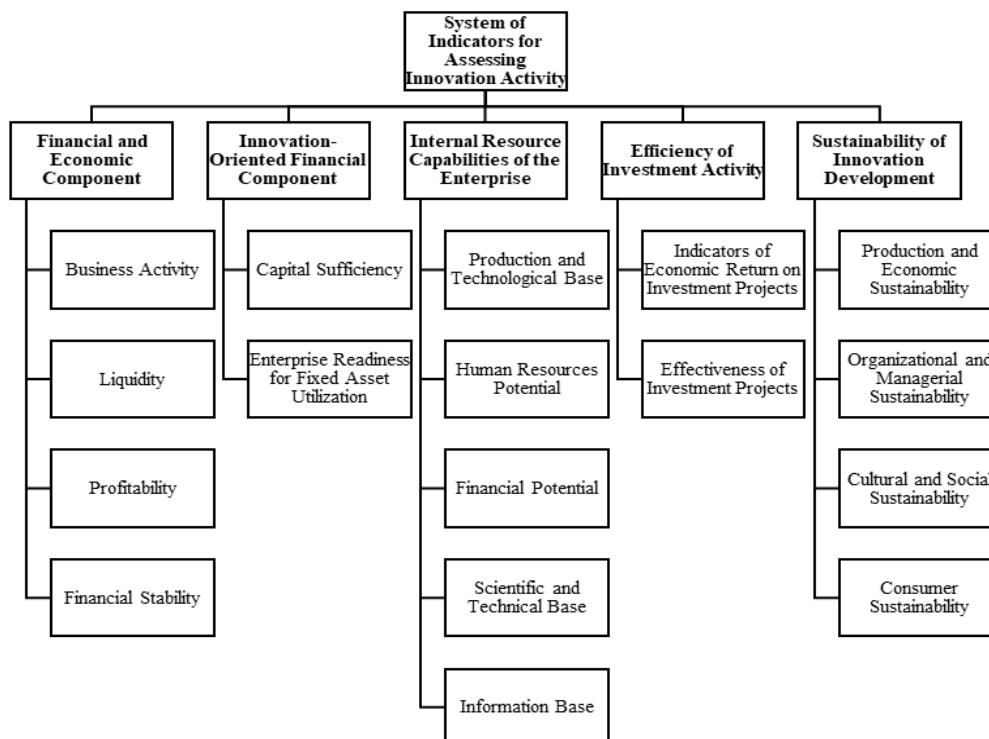 System of
Indicators for
Assessing
Innovation Activity
Financial and
Economic
Component
Business Activity
Liquidity
Profitability
Financial Stability
Innovation-
Oriented Financial
Component
Capital Sufficiency
Enterprise Readiness
for Fixed Asset
Utilization
Internal Resource
Capabilities of the
Enterprise
Production and
Technological Base
Human Resources
Potential
Financial Potential
Scientific and
Technical Base
Information Base
Efficiency of
Investment Activity
Indicators of
Economic Return on
Investment Projects
Effectiveness of
Investment Projects
Sustainability of
Innovation
Development
Production and
Economic
Sustainability
Organizational and
Managerial
Sustainability
Cultural and Social
Sustainability
Consumer
Sustainability